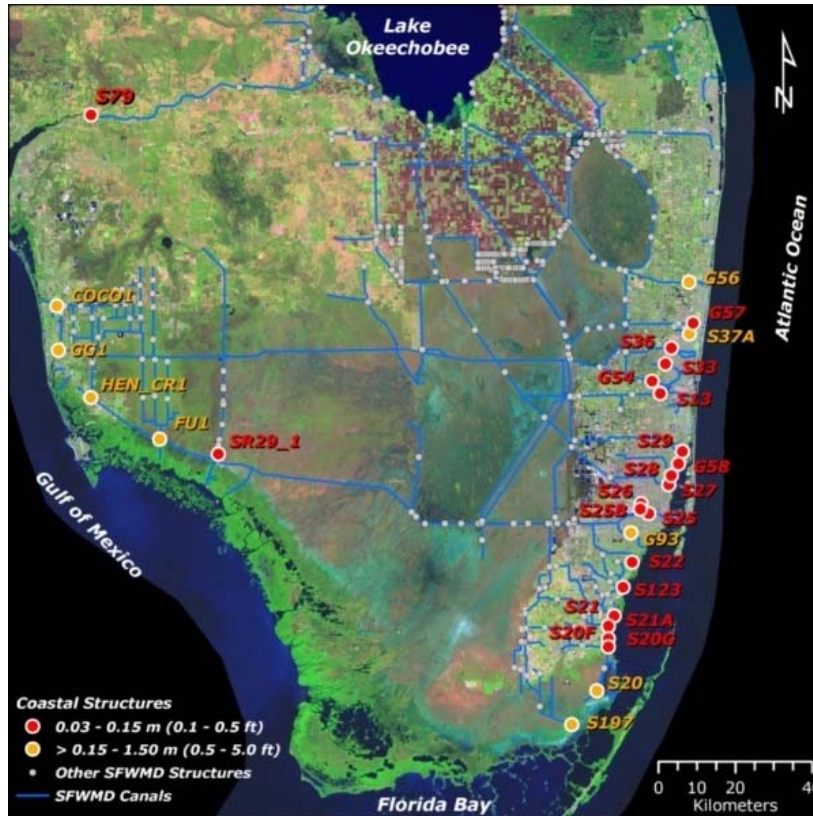 Lake
Okeechobee
S79
N
Atlantic Ocean
G56
COCO1
G57
S37A
S36
GG1
S33
G54
HEN_CR1
S13
FU1
SR29_1
S29
G58
S28
S27
Gulf of Mexico
S26
S25B
S25
G93
S22
S123
S21
S21A
S20F
S20G
S20
S197
Coastal Structures
0.03 - 0.15 m (0.1 - 0.5 ft)
> 0.15 - 1.50 m (0.5 - 5.0 ft)
Other SFWMD Structures
SFWMD Canals
Florida Bay
0 10 20 40
Kilometers